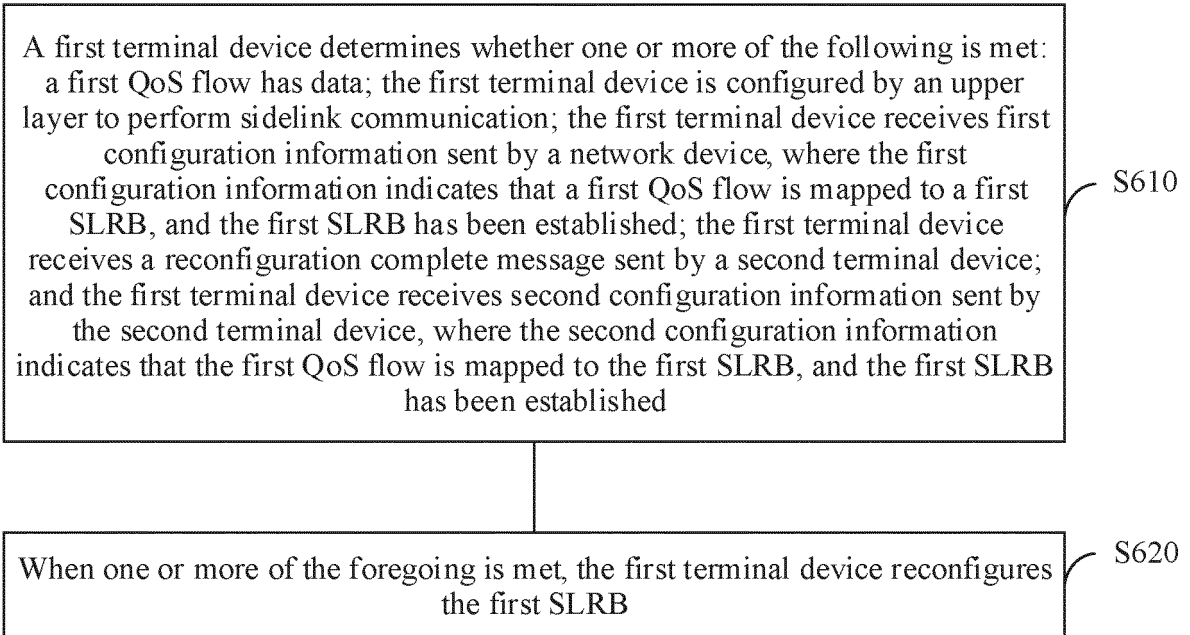 A first terminal device determines whether one or more of the following is met:
a first QoS flow has data; the first terminal device is configured by an upper
layer to perform sidelink communication; the first terminal device receives first
configuration information sent by a network device, where the first
configuration information indicates that a first QoS flow is mapped to a first
SLRB, and the first SLRB has been established; the first terminal device
receives a reconfiguration complete message sent by a second terminal device;
and the first terminal device receives second configuration information sent by
the second terminal device, where the second configuration information
indicates that the first QoS flow is mapped to the first SLRB, and the first SLRB
has been established
S610
When one or more of the foregoing is met, the first terminal device reconfigures
the first SLRB
S620